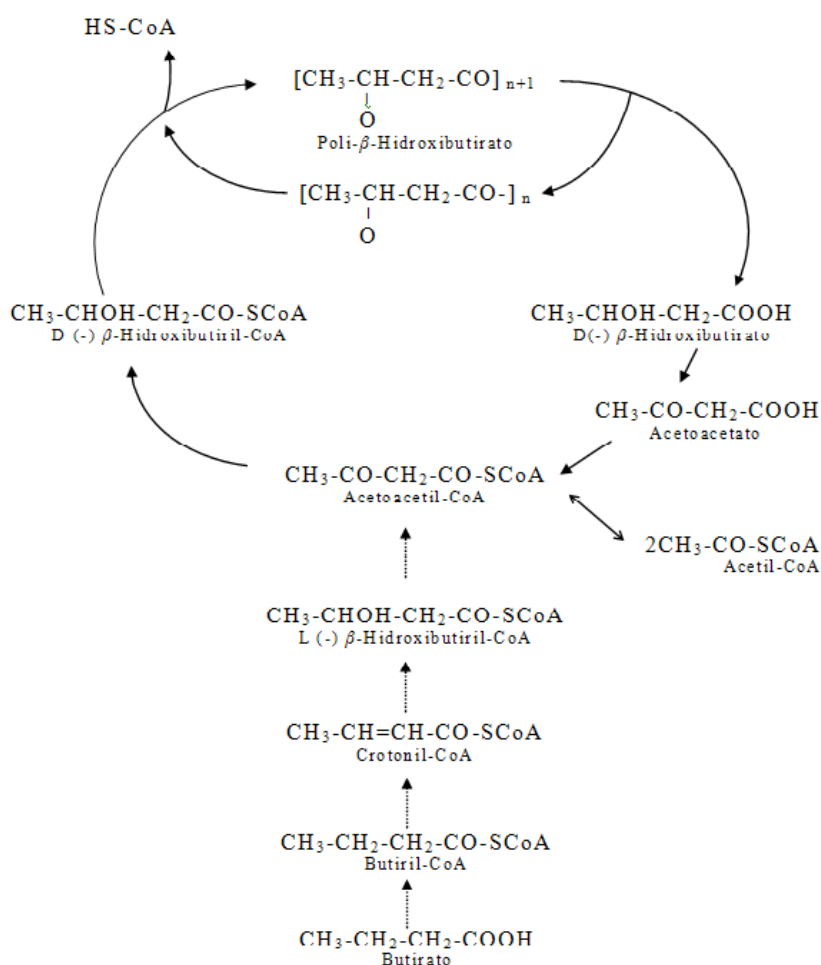 HS-CoA
[CH₃-CH-CH₂-CO] n+1
O
Poli-β-Hidroxibutirato
[CH₃-CH-CH₂-CO-] n
O
CH₃-CHOH-CH₂-CO-SCoA
D (-) β-Hidroxibutiril-CoA
CH₃-CHOH-CH₂-COOH
D(-) β-Hidroxibutirato
CH₃-CO-CH₂-COOH
Acetoacetato
CH₃-CO-CH₂-CO-SCoA
Acetoacetil-CoA
2CH₃-CO-SCoA
Acetil-CoA
CH₃-CHOH-CH₂-CO-SCoA
L (-) β-Hidroxibutiril-CoA
CH₃-CH=CH-CO-SCoA
Crotonil-CoA
CH₃-CH₂-CH₂-CO-SCoA
Butiril-CoA
CH₃-CH₂-CH₂-COOH
Butirato